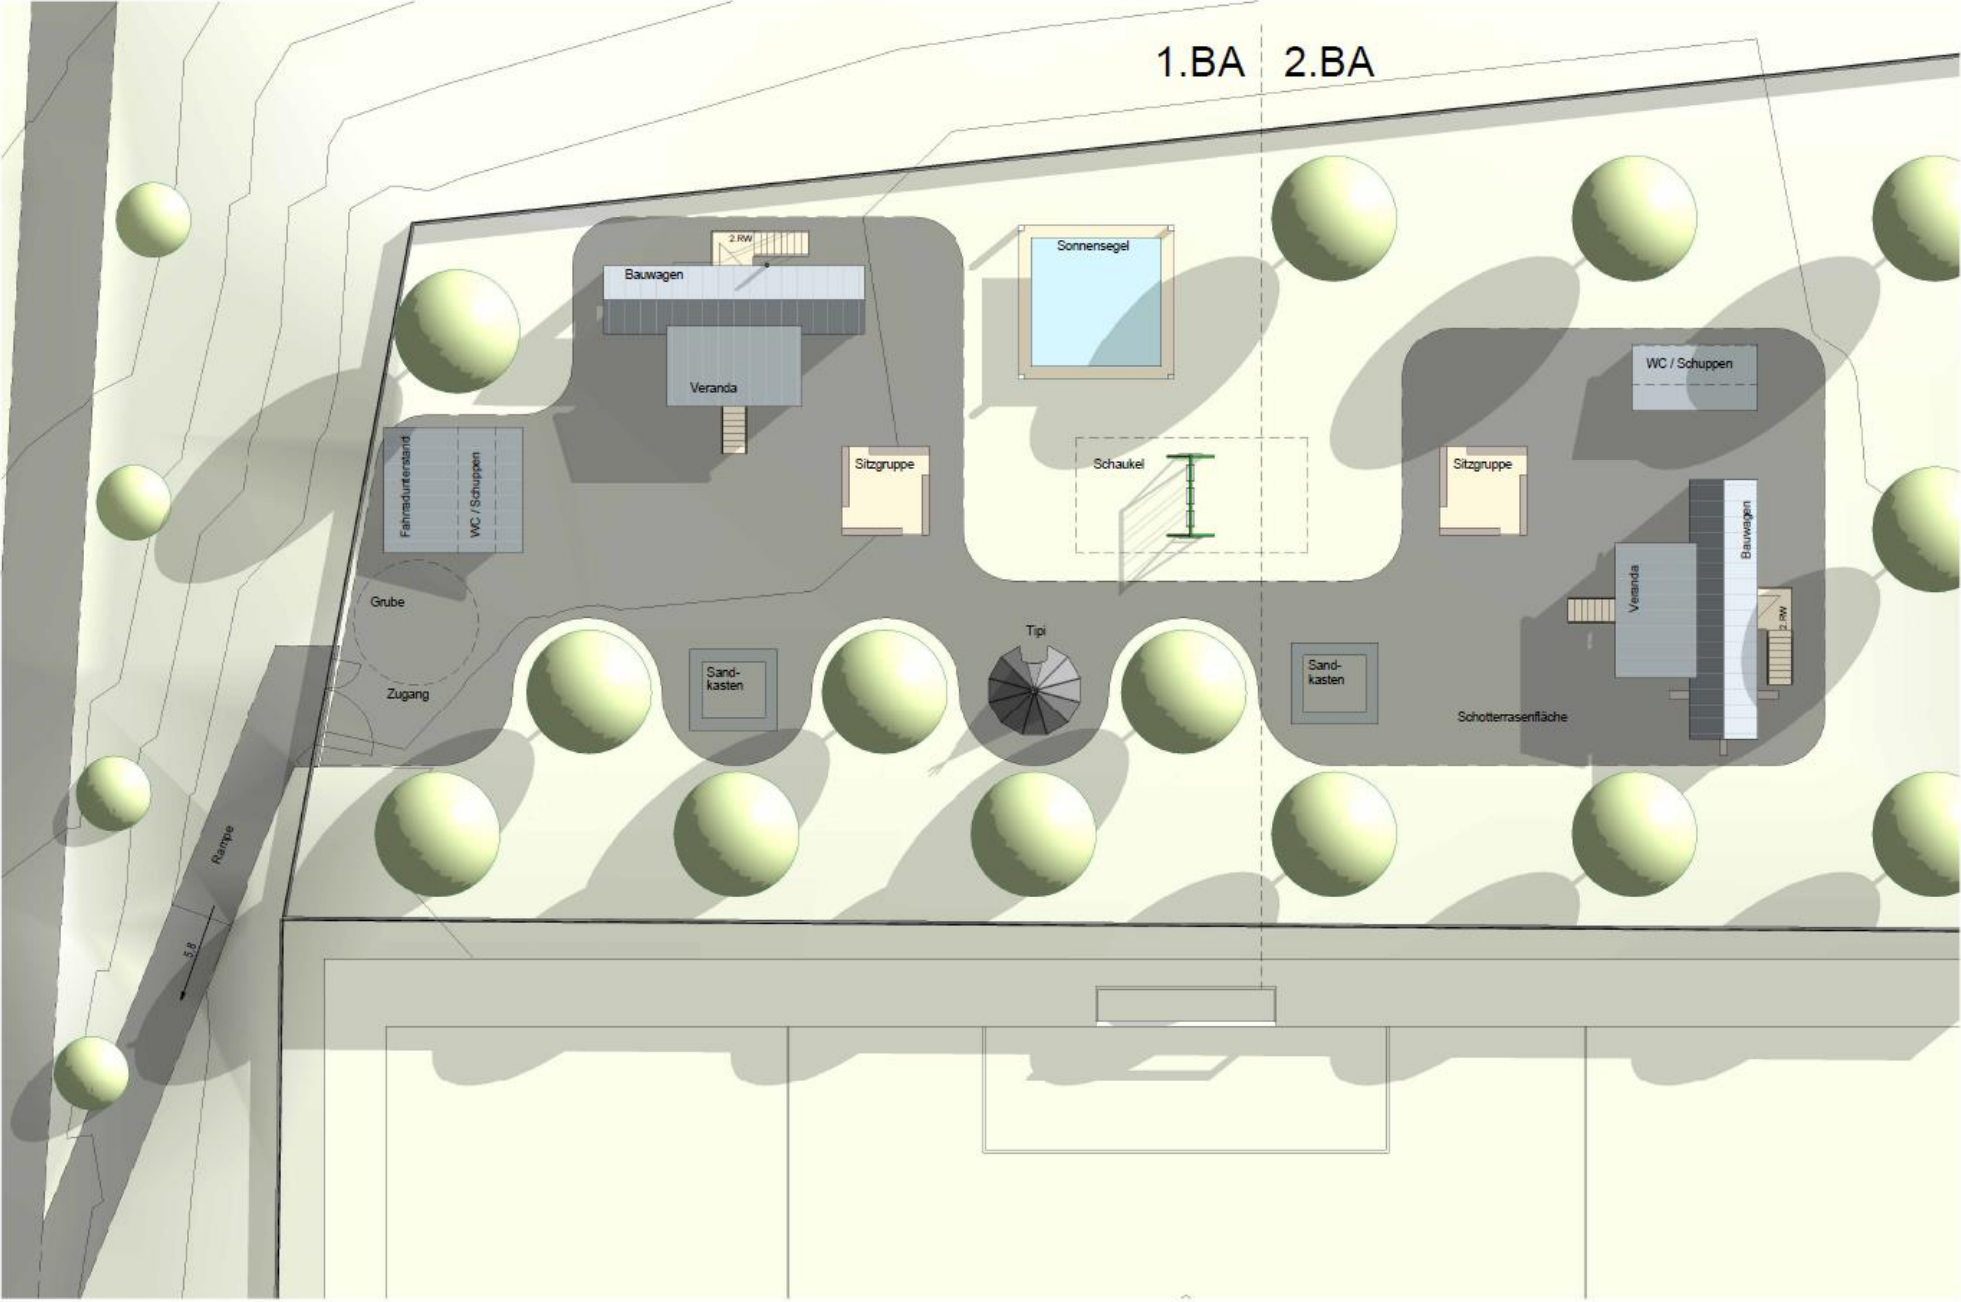 1.BA 2.BA
2.RW
Sonnensegel
Bauwagen
WC / Schuppen
Veranda
Fahrradunterstand
WC / Schuppen
Sitzgruppe
Schaukel
Sitzgruppe
Bauwagen
Veranda
2.RW
Grube
Tipi
Sand-
kasten
Sand-
kasten
Zugang
Schotterrasenfläche
Rampe
5.8